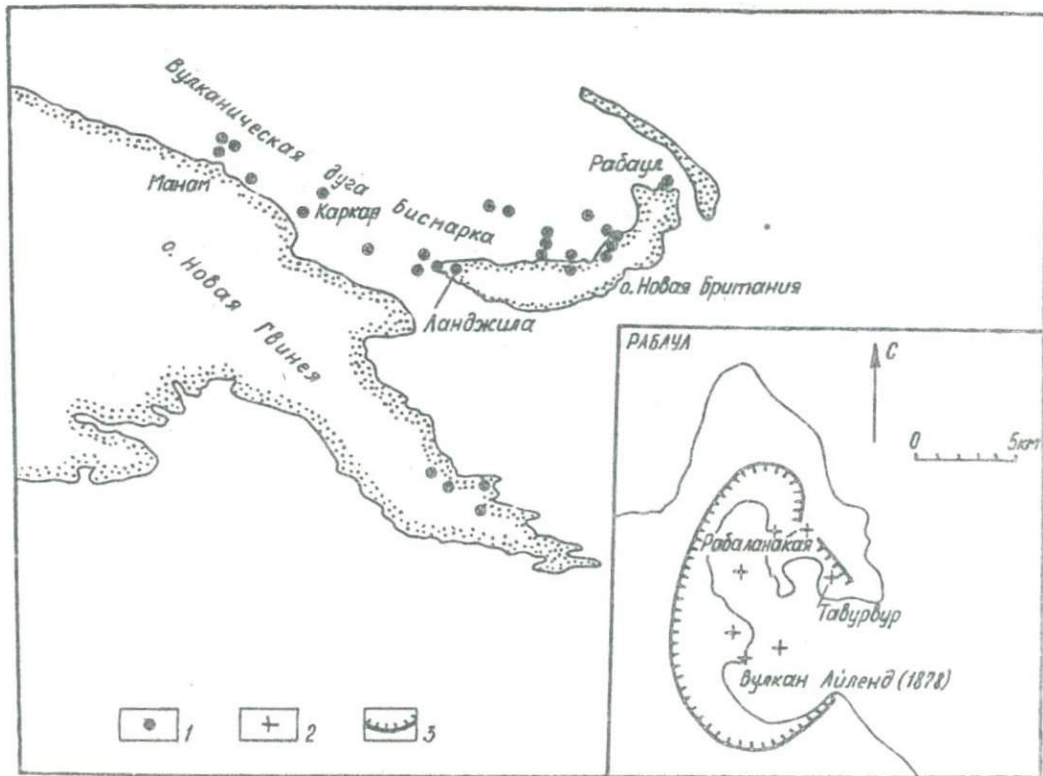 Вулканическая дуга Бисмарка
Манам
Каркар
Рабаул
о. Новая Гвинея
о. Новая Британия
Ланджила
РАБАУЛ
С
0 5км
Рабаланакая
Тавурвур
Вулкан Айленд (1878)
1
2
3